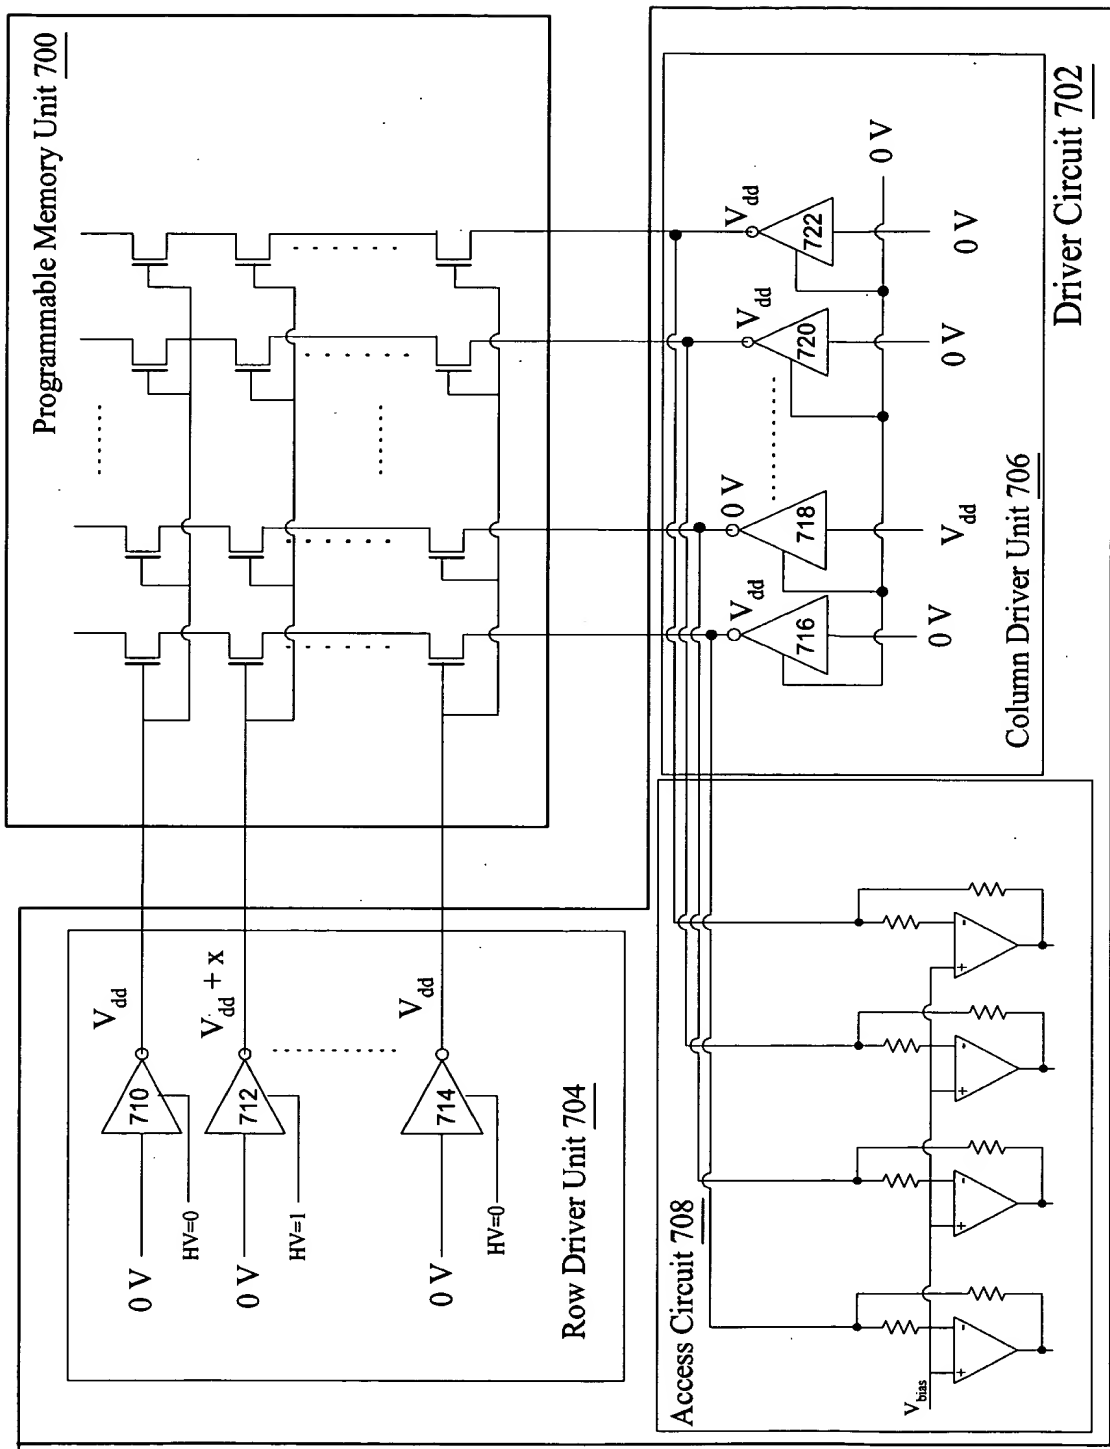 Programmable Memory Unit 700
V_dd
710
0 V
HV=0
V_dd + x
712
0 V
HV=1
V_dd
714
0 V
HV=0
Row Driver Unit 704
V_dd
716
0 V
0 V
718
V_dd
V_dd
720
0 V
V_dd
722
0 V
0 V
Column Driver Unit 706
Driver Circuit 702
Access Circuit 708
V_bias
+
-
+
-
+
-
+
-